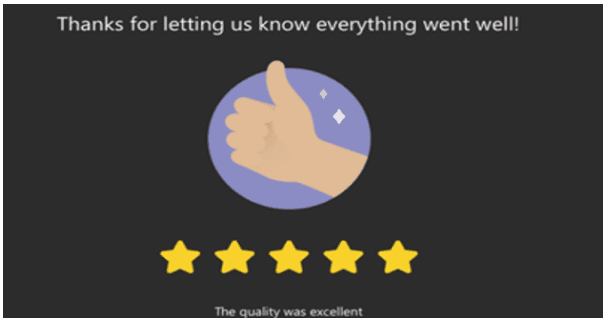 Thanks for letting us know everything went well!
The quality was excellent